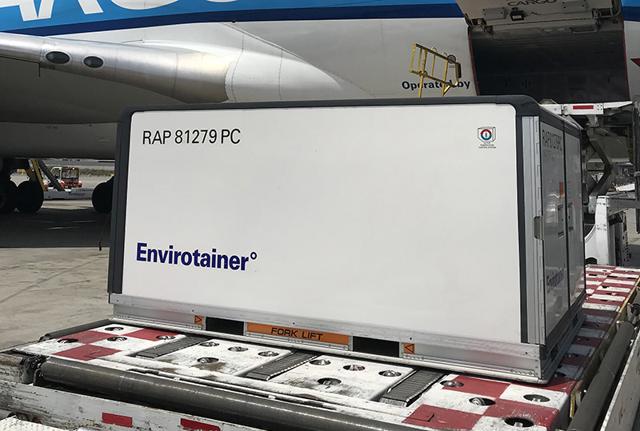 CARGO
Operated by
RAP 81279 PC
Envirotainer°
FORK LIFT